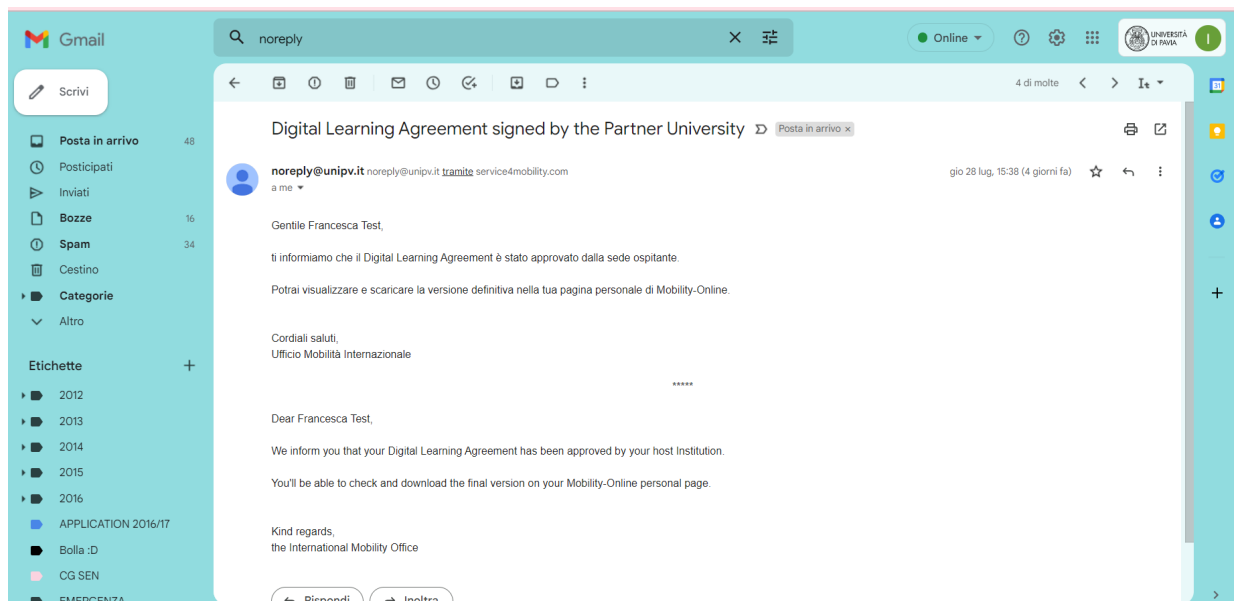 Gmail
noreply
Online
UNIVERSITÀ
DI PAVIA
I
Scrivi
4 di molte
31
Posta in arrivo 48
Posticipati
Inviati
Bozze 16
Spam 34
Cestino
Categorie
Altro
Etichette
2012
2013
2014
2015
2016
APPLICATION 2016/17
Bolla :D
CG SEN
EMERGENZA
Digital Learning Agreement signed by the Partner University Posta in arrivo ×
noreply@unipv.it noreply@unipv.it tramite service4mobility.com gio 28 lug, 15:38 (4 giorni fa)
a me
Gentile Francesca Test,
ti informiamo che il Digital Learning Agreement è stato approvato dalla sede ospitante.
Potrai visualizzare e scaricare la versione definitiva nella tua pagina personale di Mobility-Online.
Cordiali saluti,
Ufficio Mobilità Internazionale
*****
Dear Francesca Test,
We inform you that your Digital Learning Agreement has been approved by your host Institution.
You'll be able to check and download the final version on your Mobility-Online personal page.
Kind regards,
the International Mobility Office
Rispondi Inoltra